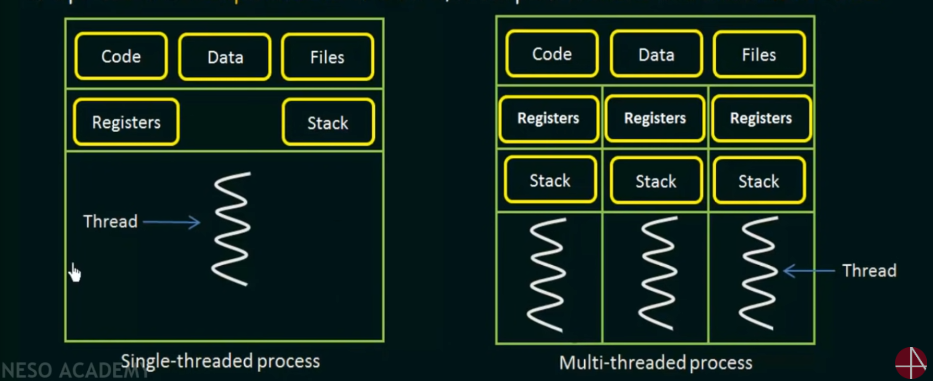 Code Data Files
Registers Stack
Thread
Single-threaded process
Code Data Files
Registers Registers Registers
Stack Stack Stack
Thread
Multi-threaded process
NESO ACADEMY